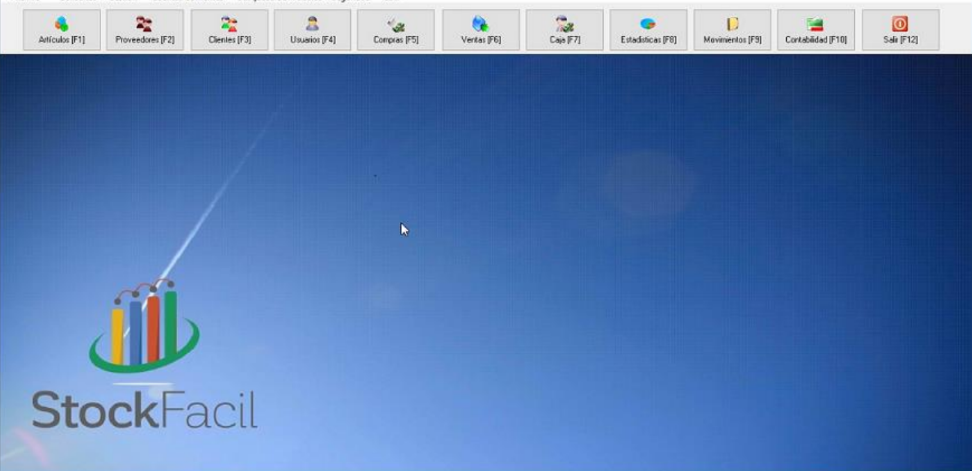 Artículos [F1]
Proveedores [F2]
Clientes [F3]
Usuarios [F4]
Compras [F5]
Ventas [F6]
Caja [F7]
Estadísticas [F8]
Movimientos [F9]
Contabilidad [F10]
Salir [F12]
StockFacil